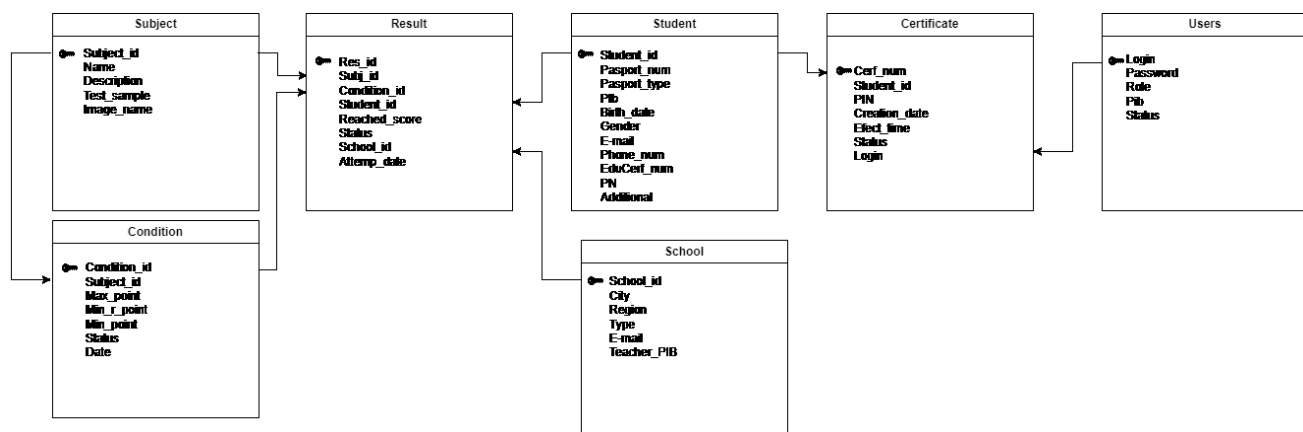 Subject
Subject_id
Name
Description
Test_sample
Image_name
Result
Res_id
Subj_id
Condition_id
Student_id
Reached_score
Status
School_id
Attemp_date
Student
Student_id
Pasport_num
Pasport_type
Pib
Birth_date
Gender
E-mail
Phone_num
EduCerf_num
PN
Additional
Certificate
Cerf_num
Student_id
PIN
Creation_date
Efect_time
Status
Login
Users
Login
Password
Role
Pib
Status
Condition
Condition_id
Subject_id
Max_point
Min_r_point
Min_point
Status
Date
School
School_id
City
Region
Type
E-mail
Teacher_PIB